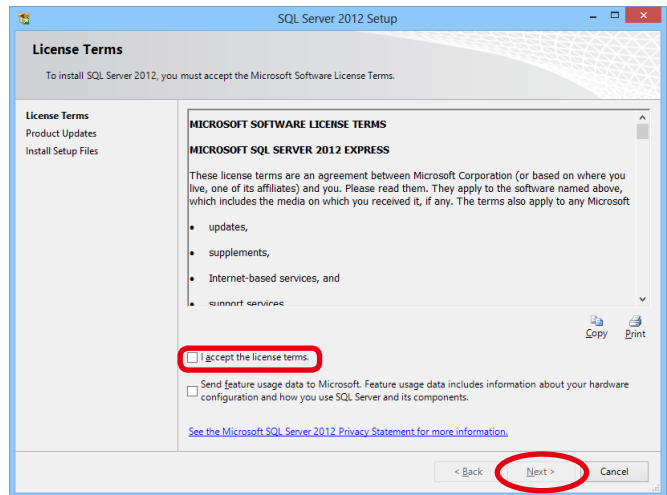 SQL Server 2012 Setup
License Terms
To install SQL Server 2012, you must accept the Microsoft Software License Terms.
License Terms
Product Updates
Install Setup Files
MICROSOFT SOFTWARE LICENSE TERMS
MICROSOFT SQL SERVER 2012 EXPRESS
These license terms are an agreement between Microsoft Corporation (or based on where you
live, one of its affiliates) and you. Please read them. They apply to the software named above,
which includes the media on which you received it, if any. The terms also apply to any Microsoft
• updates,
• supplements,
• Internet-based services, and
• support services
Copy Print
I accept the license terms.
Send feature usage data to Microsoft. Feature usage data includes information about your hardware
configuration and how you use SQL Server and its components.
See the Microsoft SQL Server 2012 Privacy Statement for more information.
< Back Next > Cancel